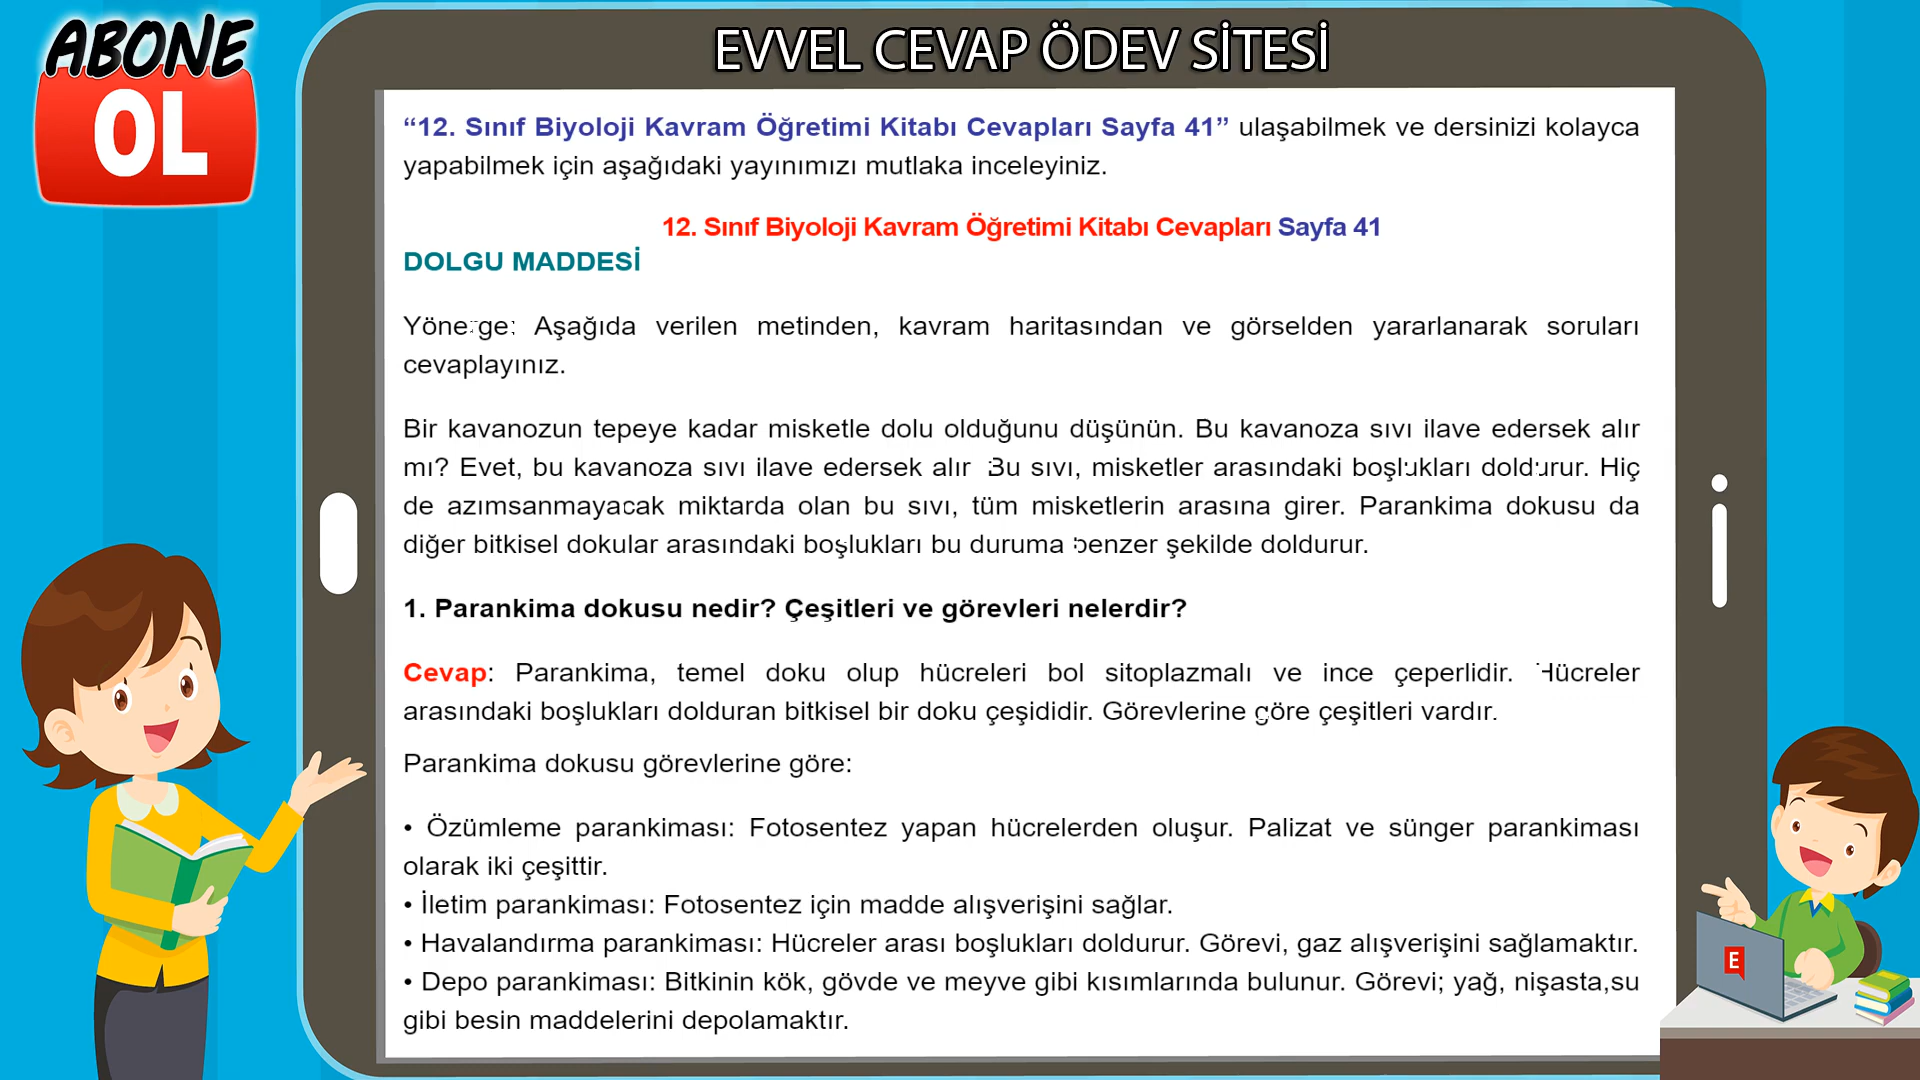 ABONE
OL
EVVEL CEVAP ÖDEV SİTESİ
“12. Sınıf Biyoloji Kavram Öğretimi Kitabı Cevapları Sayfa 41” ulaşabilmek ve dersinizi kolayca
yapabilmek için aşağıdaki yayınımızı mutlaka inceleyiniz.
12. Sınıf Biyoloji Kavram Öğretimi Kitabı Cevapları Sayfa 41
DOLGU MADDESİ
Yönerge: Aşağıda verilen metinden, kavram haritasından ve görselden yararlanarak soruları
cevaplayınız.
Bir kavanozun tepeye kadar misketle dolu olduğunu düşünün. Bu kavanoza sıvı ilave edersek alır
mı? Evet, bu kavanoza sıvı ilave edersek alır Bu sıvı, misketler arasındaki boşlukları doldurur. Hiç
de azımsanmayacak miktarda olan bu sıvı, tüm misketlerin arasına girer. Parankima dokusu da
diğer bitkisel dokular arasındaki boşlukları bu duruma benzer şekilde doldurur.
1. Parankima dokusu nedir? Çeşitleri ve görevleri nelerdir?
Cevap: Parankima, temel doku olup hücreleri bol sitoplazmalı ve ince çeperlidir. Hücreler
arasındaki boşlukları dolduran bitkisel bir doku çeşididir. Görevlerine göre çeşitleri vardır.
Parankima dokusu görevlerine göre:
• Özümleme parankiması: Fotosentez yapan hücrelerden oluşur. Palizat ve sünger parankiması
olarak iki çeşittir.
• İletim parankiması: Fotosentez için madde alışverişini sağlar.
• Havalandırma parankiması: Hücreler arası boşlukları doldurur. Görevi, gaz alışverişini sağlamaktır.
• Depo parankiması: Bitkinin kök, gövde ve meyve gibi kısımlarında bulunur. Görevi; yağ, nişasta,su
gibi besin maddelerini depolamaktır.
E